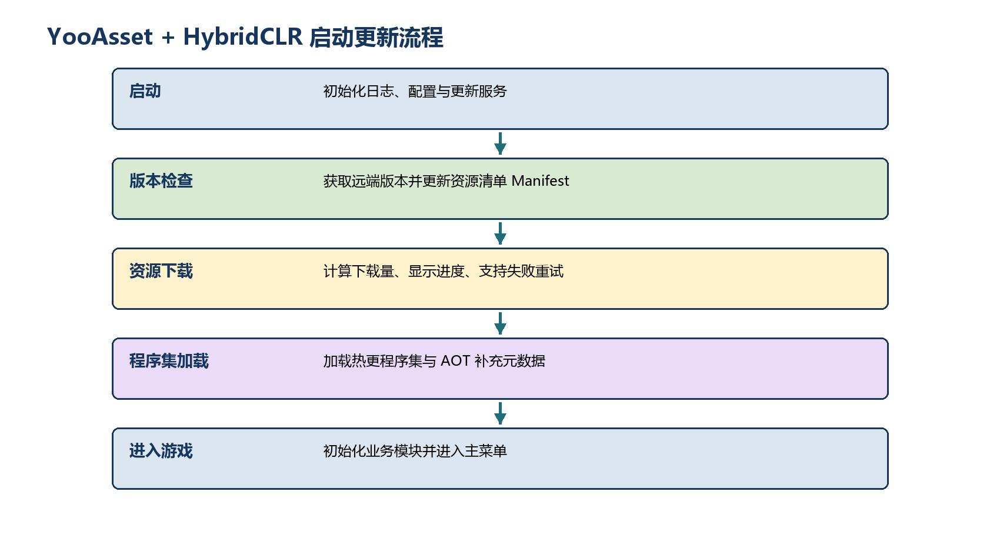 YooAsset + HybridCLR 启动更新流程
启动
初始化日志、配置与更新服务
版本检查
获取远端版本并更新资源清单 Manifest
资源下载
计算下载量、显示进度、支持失败重试
程序集加载
加载热更程序集与 AOT 补充元数据
进入游戏
初始化业务模块并进入主菜单